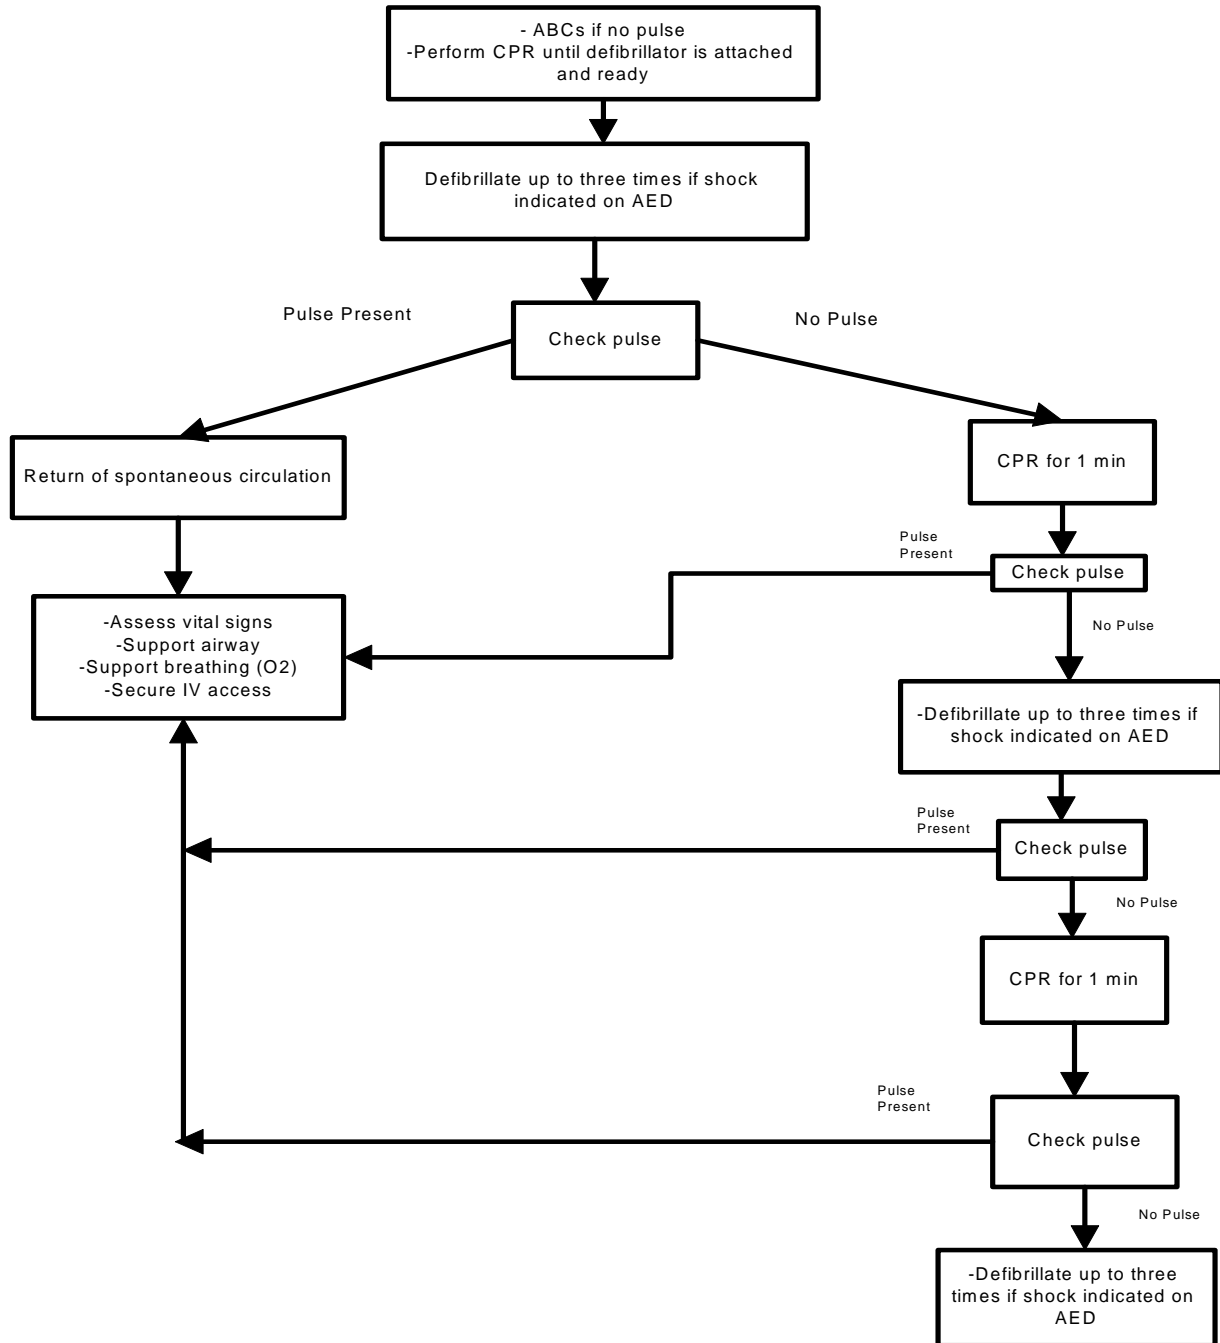 - ABCs if no pulse
-Perform CPR until defibrillator is attached
and ready
Defibrillate up to three times if shock
indicated on AED
Pulse Present
No Pulse
Check pulse
Return of spontaneous circulation
CPR for 1 min
Pulse
Present
Check pulse
-Assess vital signs
-Support airway
-Support breathing (O2)
-Secure IV access
No Pulse
-Defibrillate up to three times if
shock indicated on AED
Pulse
Present
Check pulse
No Pulse
CPR for 1 min
Pulse
Present
Check pulse
No Pulse
-Defibrillate up to three
times if shock indicated on
AED